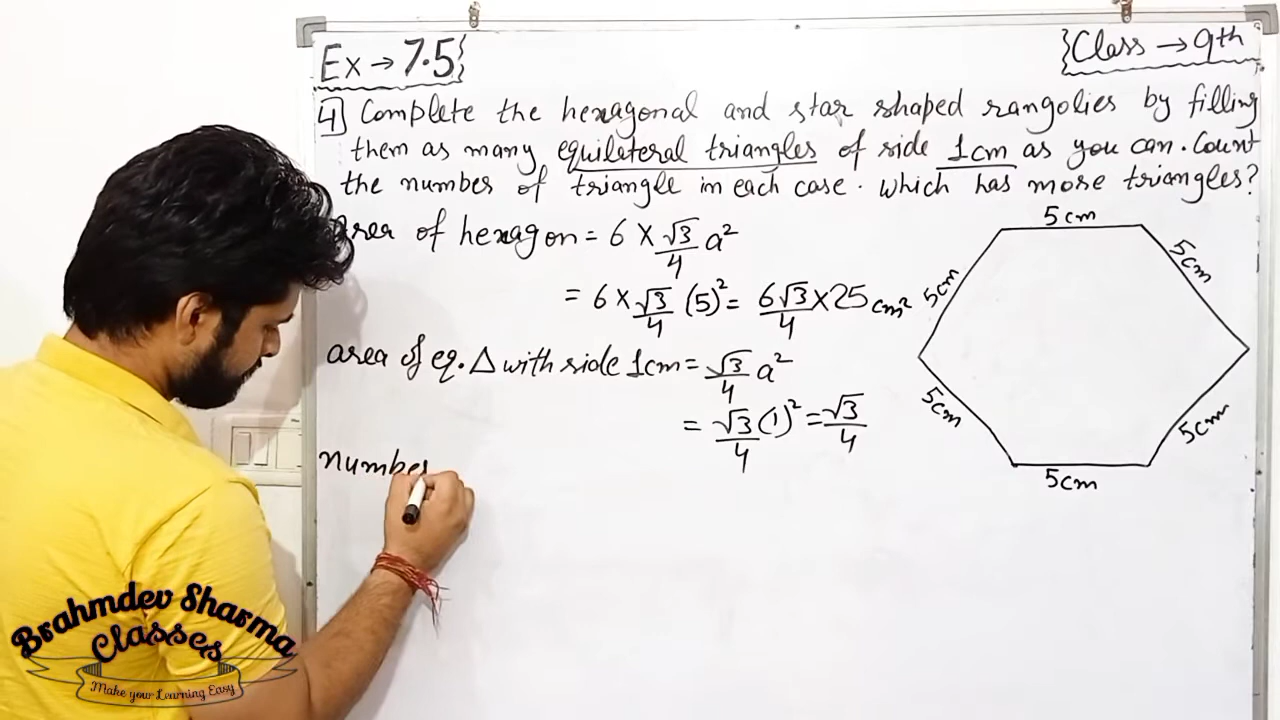 Ex → 7.5
Class → 9th
4] Complete the hexagonal and star shaped rangolies by filling
them as many equilateral triangles of side 1cm as you can. Count
the number of triangle in each case. which has more triangles?
area of hexagon = 6 × √3/4 a²
= 6 × √3/4 (5)² = 6√3/4 × 25 cm²
area of eq. △ with side 1cm = √3/4 a²
= √3/4 (1)² = √3/4
number
5cm
5cm
5cm
5cm
5cm
5cm
Brahmdev Sharma
Classes
Make your Learning Easy